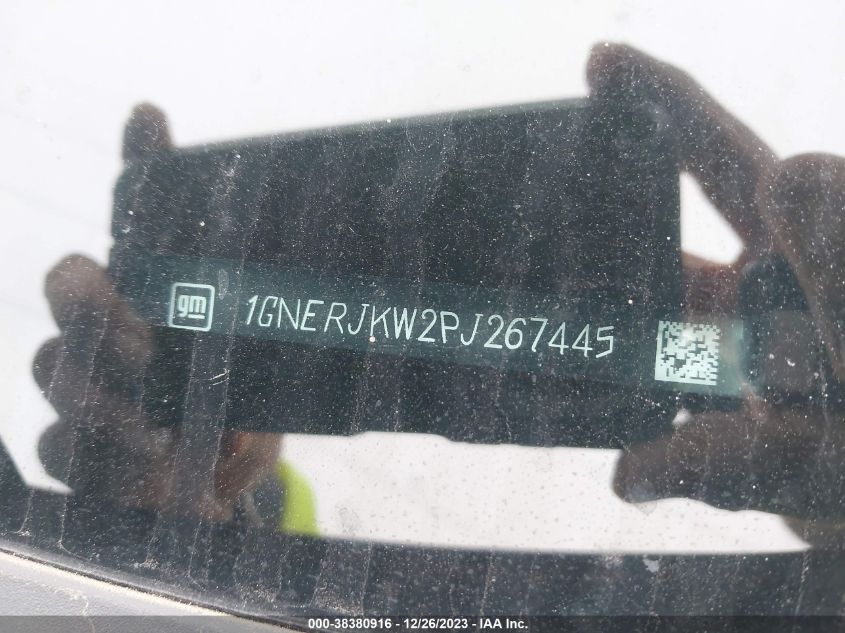 gm 1GNERJKW2PJ267445
000-38380916 - 12/26/2023 - IAA Inc.